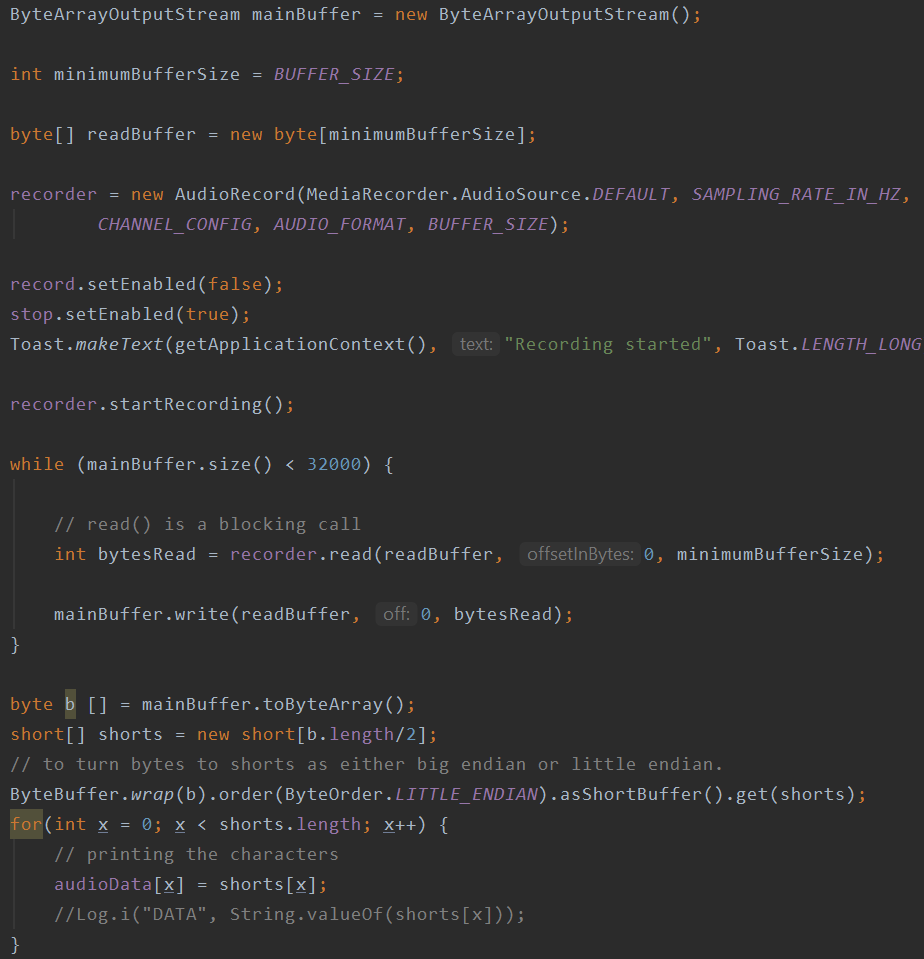 ByteArrayOutputStream mainBuffer = new ByteArrayOutputStream();
int minimumBufferSize = BUFFER_SIZE;
byte[] readBuffer = new byte[minimumBufferSize];
recorder = new AudioRecord(MediaRecorder.AudioSource.DEFAULT, SAMPLING_RATE_IN_HZ,
CHANNEL_CONFIG, AUDIO_FORMAT, BUFFER_SIZE);
record.setEnabled(false);
stop.setEnabled(true);
Toast.makeText(getApplicationContext(), text: "Recording started", Toast.LENGTH_LONG
recorder.startRecording();
while (mainBuffer.size() < 32000) {
// read() is a blocking call
int bytesRead = recorder.read(readBuffer, offsetInBytes: 0, minimumBufferSize);
mainBuffer.write(readBuffer, off: 0, bytesRead);
}
byte b [] = mainBuffer.toByteArray();
short[] shorts = new short[b.length/2];
// to turn bytes to shorts as either big endian or little endian.
ByteBuffer.wrap(b).order(ByteOrder.LITTLE_ENDIAN).asShortBuffer().get(shorts);
for(int x = 0; x < shorts.length; x++) {
// printing the characters
audioData[x] = shorts[x];
//Log.i("DATA", String.valueOf(shorts[x]));
}